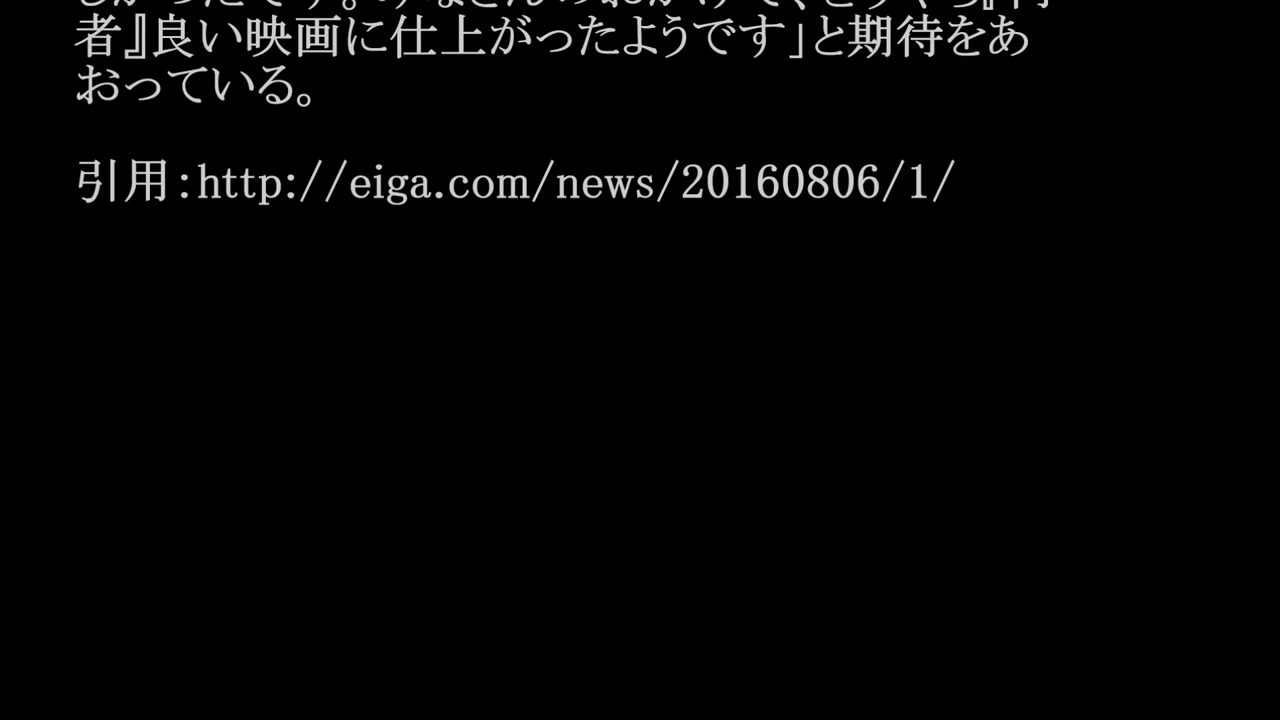 者』良い映画に仕上がったようです」と期待をあ
おっている。
引用：http://eiga.com/news/20160806/1/